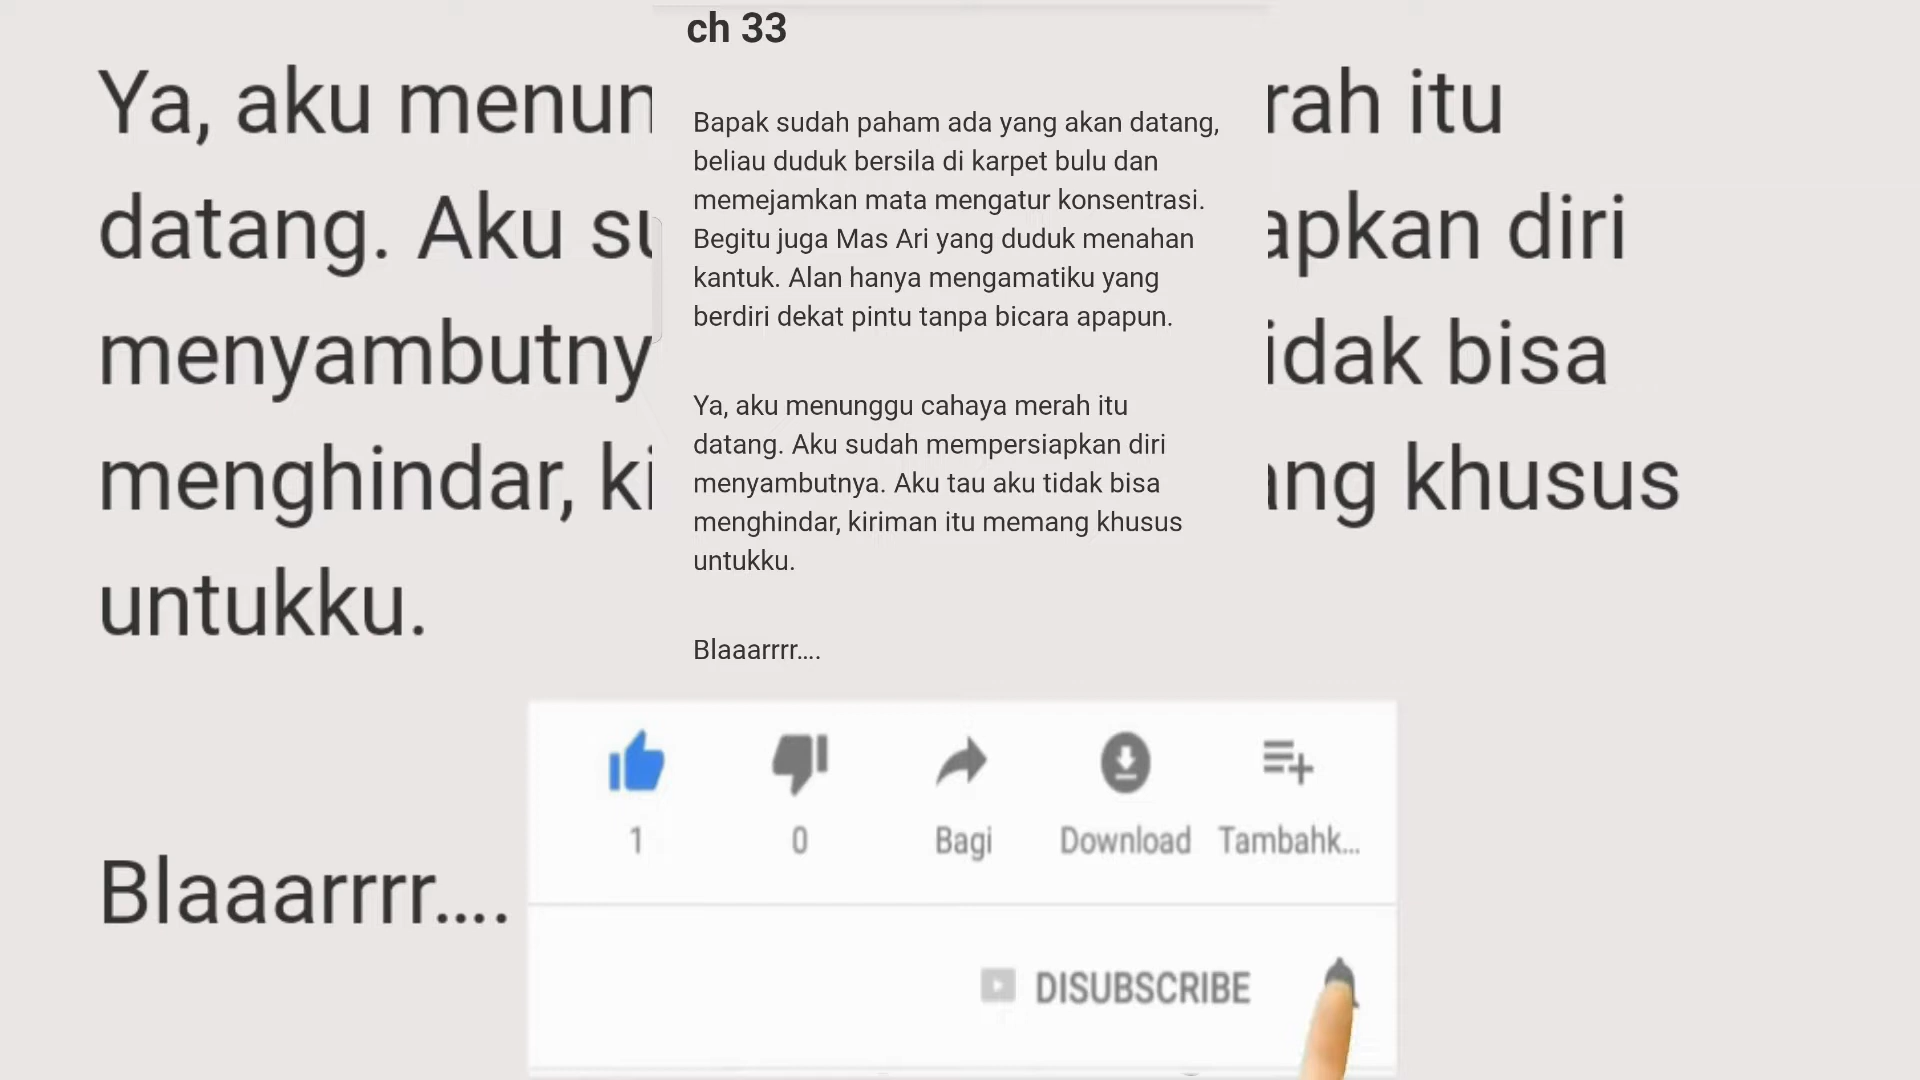 ch 33
Bapak sudah paham ada yang akan datang,
beliau duduk bersila di karpet bulu dan
memejamkan mata mengatur konsentrasi.
Begitu juga Mas Ari yang duduk menahan
kantuk. Alan hanya mengamatiku yang
berdiri dekat pintu tanpa bicara apapun.
Ya, aku menunggu cahaya merah itu
datang. Aku sudah mempersiapkan diri
menyambutnya. Aku tau aku tidak bisa
menghindar, kiriman itu memang khusus
untukku.
Blaaarrrr....
Ya, aku menun rah itu
datang. Aku su apkan diri
menyambutny idak bisa
menghindar, ki ang khusus
untukku.
Blaaarrrr....
1 0 Bagi Download Tambahk...
DISUBSCRIBE